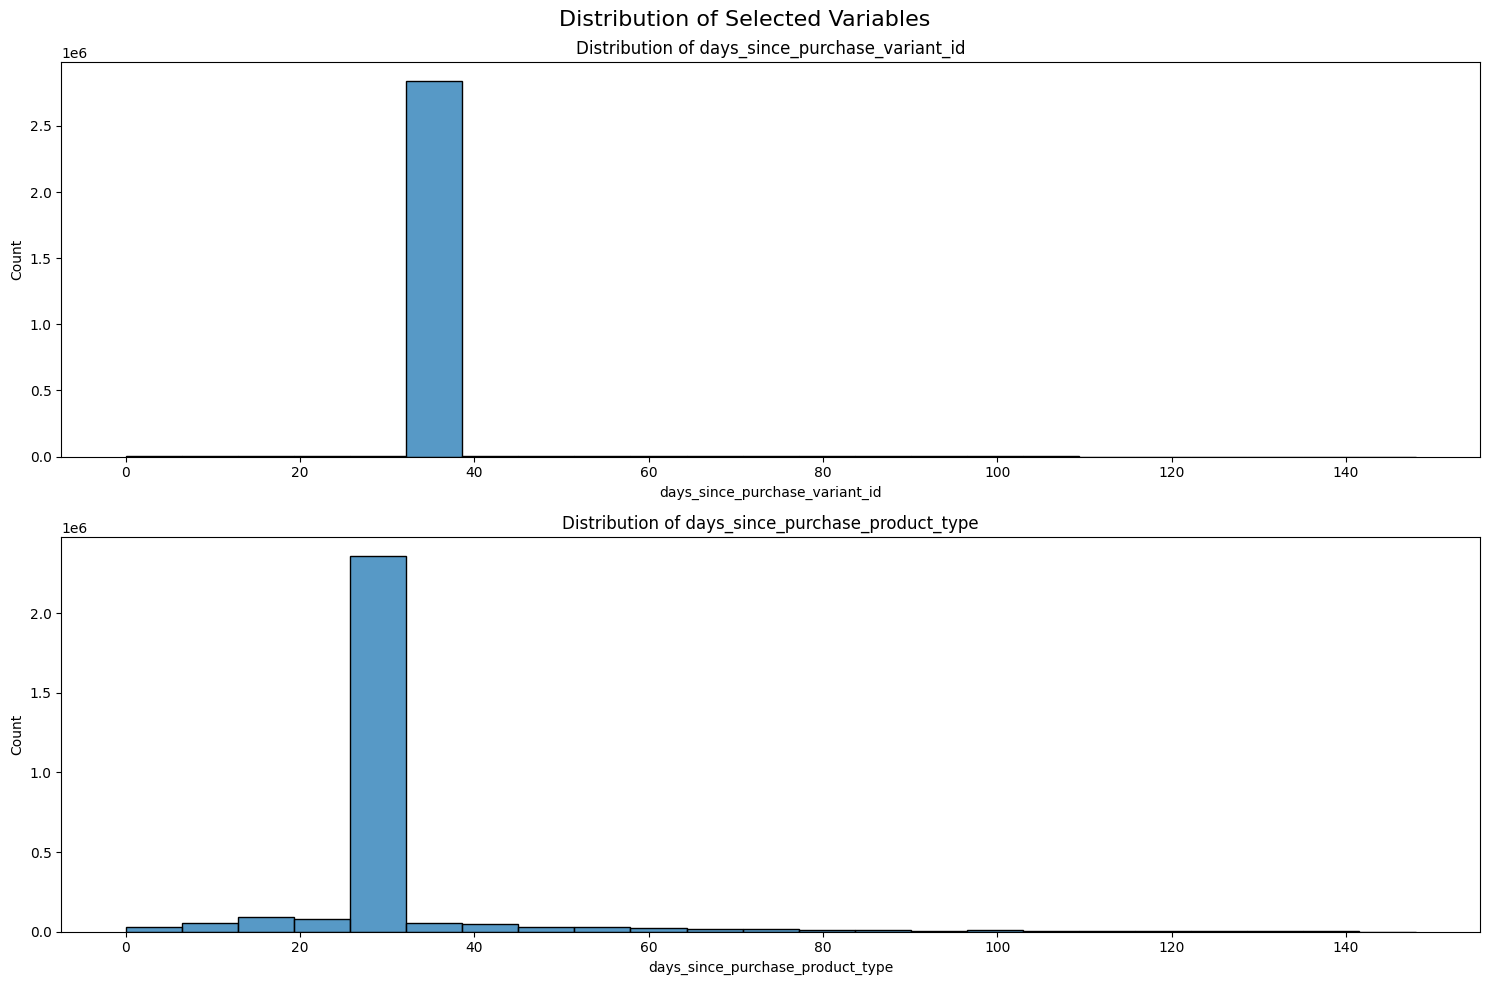 Distribution of Selected Variables
Distribution of days_since_purchase_variant_id
1e6
2.5
2.0
1.5
1.0
0.5
0.0
Count
0 20 40 60 80 100 120 140
days_since_purchase_variant_id
Distribution of days_since_purchase_product_type
1e6
2.0
1.5
1.0
0.5
0.0
Count
0 20 40 60 80 100 120 140
days_since_purchase_product_type